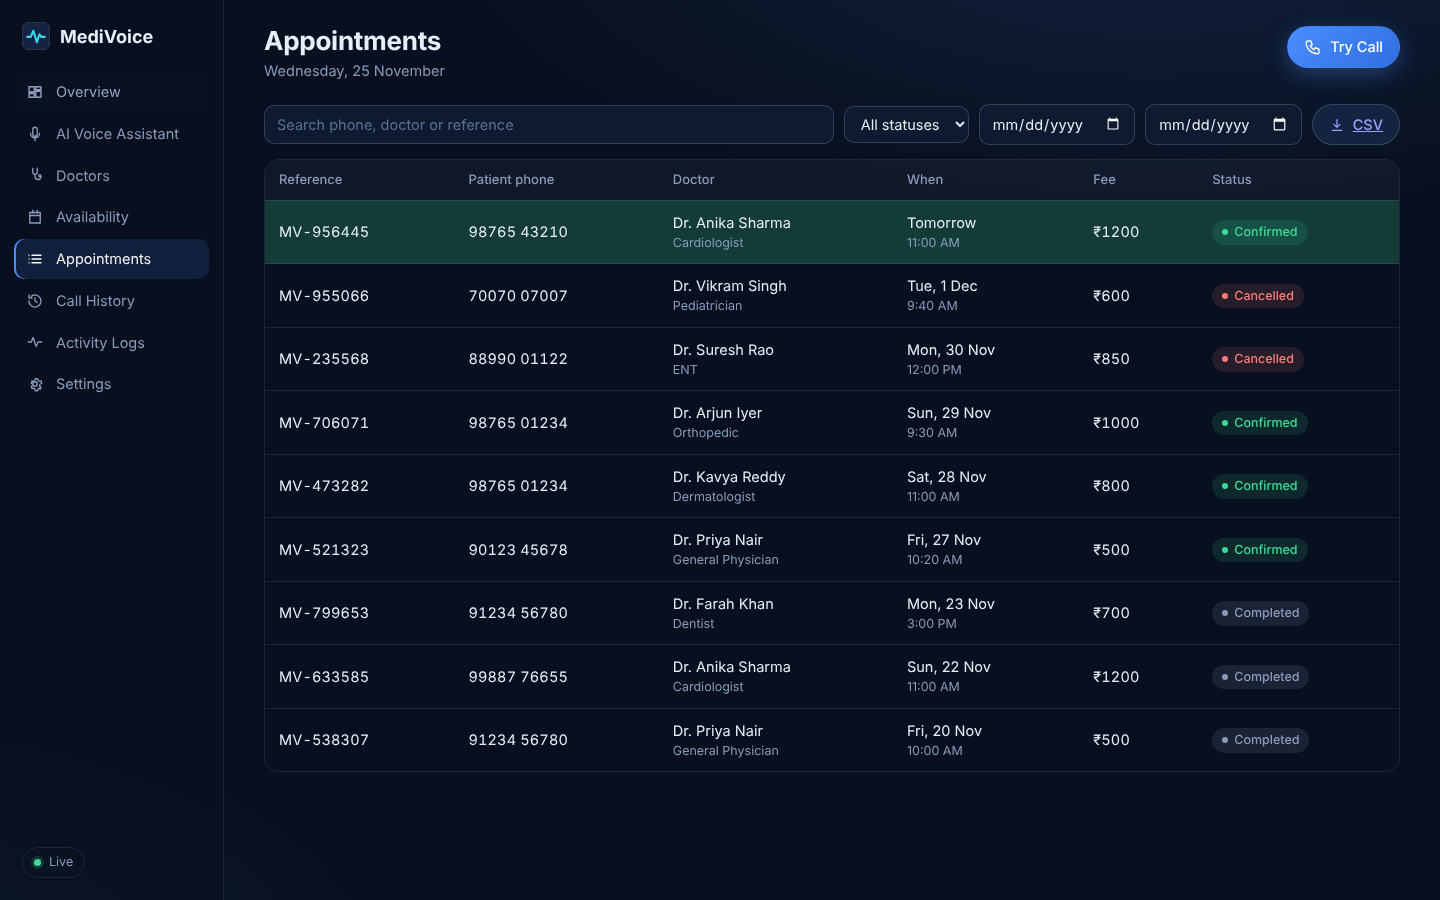 MediVoice
Overview
AI Voice Assistant
Doctors
Availability
Appointments
Call History
Activity Logs
Settings
Live
Appointments
Wednesday, 25 November
Try Call
Search phone, doctor or reference
All statuses
mm/dd/yyyy
mm/dd/yyyy
CSV
Reference Patient phone Doctor When Fee Status
MV-956445 98765 43210 Dr. Anika Sharma Tomorrow ₹1200 Confirmed
Cardiologist 11:00 AM
MV-955066 70070 07007 Dr. Vikram Singh Tue, 1 Dec ₹600 Cancelled
Pediatrician 9:40 AM
MV-235568 88990 01122 Dr. Suresh Rao Mon, 30 Nov ₹850 Cancelled
ENT 12:00 PM
MV-706071 98765 01234 Dr. Arjun Iyer Sun, 29 Nov ₹1000 Confirmed
Orthopedic 9:30 AM
MV-473282 98765 01234 Dr. Kavya Reddy Sat, 28 Nov ₹800 Confirmed
Dermatologist 11:00 AM
MV-521323 90123 45678 Dr. Priya Nair Fri, 27 Nov ₹500 Confirmed
General Physician 10:20 AM
MV-799653 91234 56780 Dr. Farah Khan Mon, 23 Nov ₹700 Completed
Dentist 3:00 PM
MV-633585 99887 76655 Dr. Anika Sharma Sun, 22 Nov ₹1200 Completed
Cardiologist 11:00 AM
MV-538307 91234 56780 Dr. Priya Nair Fri, 20 Nov ₹500 Completed
General Physician 10:00 AM